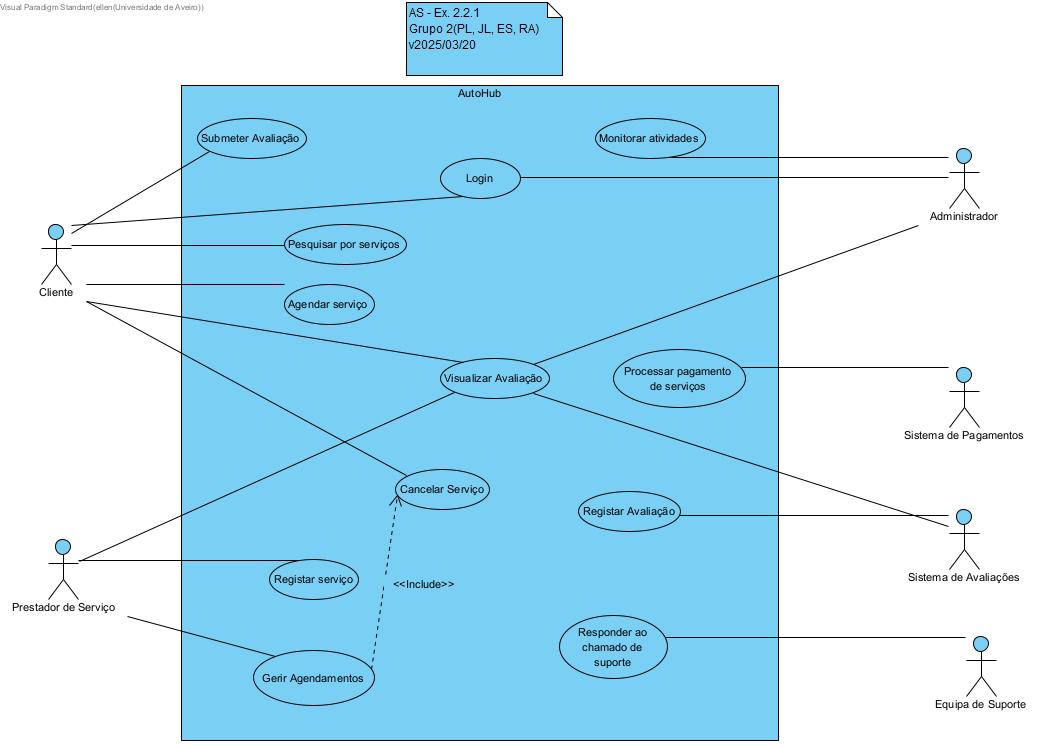 Visual Paradigm Standard(ellen(Universidade de Aveiro))
AS - Ex. 2.2.1
Grupo 2(PL, JL, ES, RA)
v2025/03/20
AutoHub
Submeter Avaliação
Monitorar atividades
Login
Administrador
Pesquisar por serviços
Cliente
Agendar serviço
Visualizar Avaliação
Processar pagamento
de serviços
Sistema de Pagamentos
Cancelar Serviço
Registar Avaliação
Sistema de Avaliações
<<Include>>
Registar serviço
Prestador de Serviço
Responder ao
chamado de
suporte
Gerir Agendamentos
Equipa de Suporte